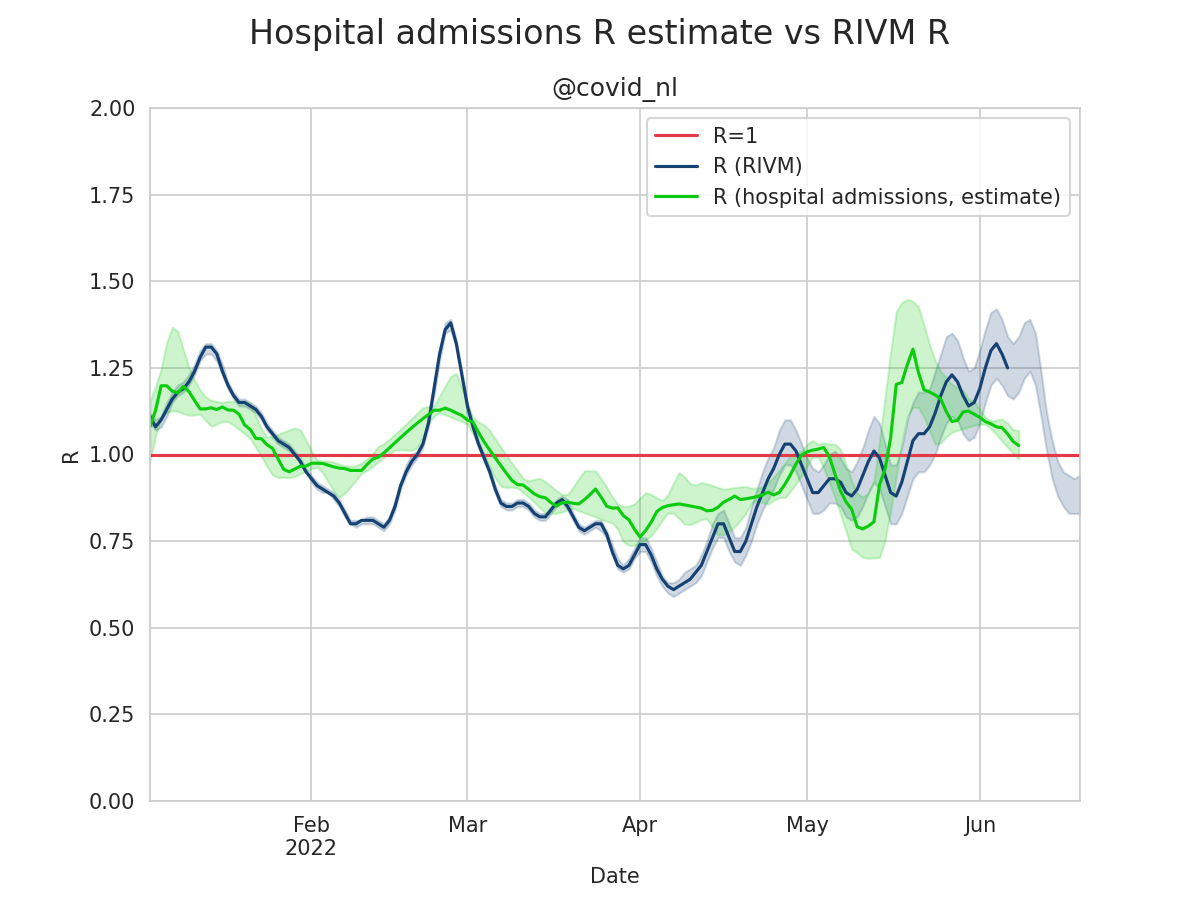 Hospital admissions R estimate vs RIVM R
@covid_nl
2.00
1.75
1.50
1.25
1.00
0.75
0.50
0.25
0.00
R
R=1
R (RIVM)
R (hospital admissions, estimate)
Feb
2022
Mar
Apr
May
Jun
Date